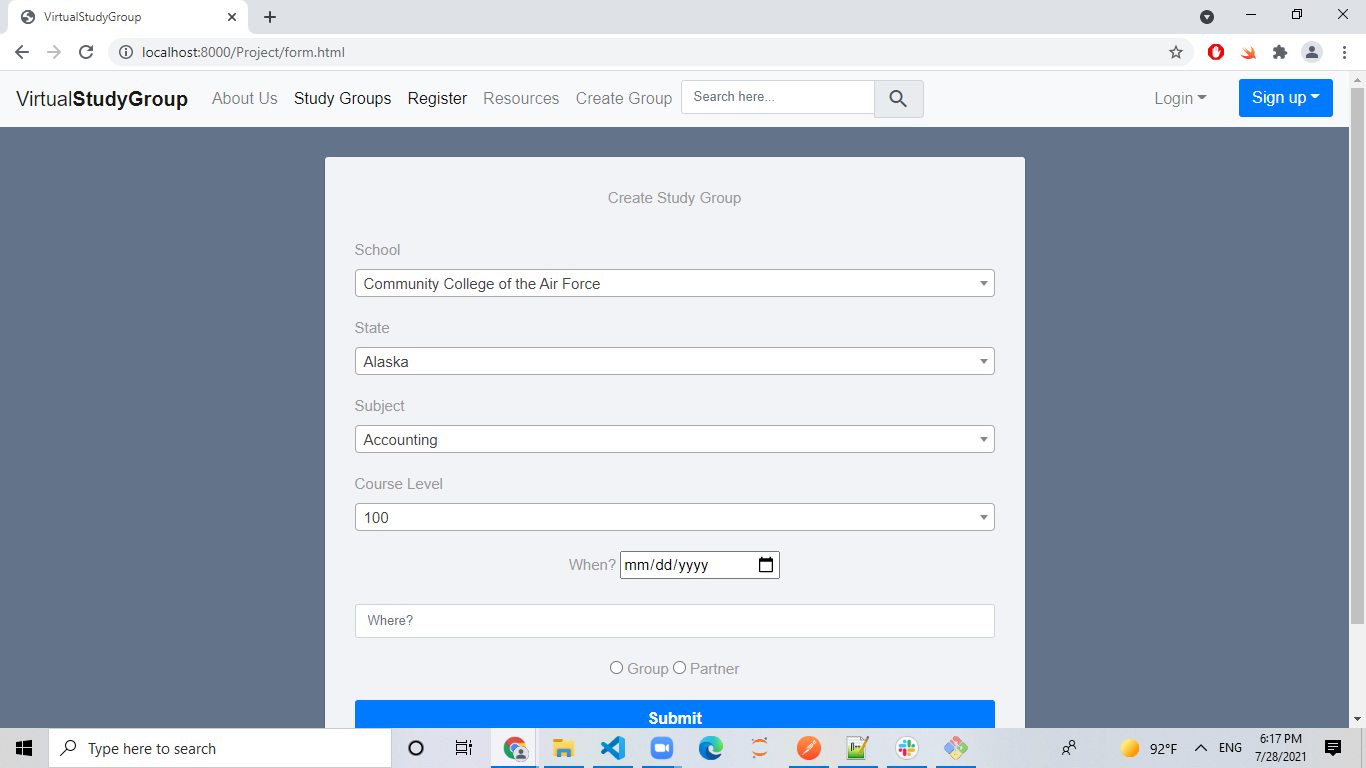 VirtualStudyGroup
localhost:8000/Project/form.html
VirtualStudyGroup About Us Study Groups Register Resources Create Group Search here... Login Sign up
Create Study Group
School
Community College of the Air Force
State
Alaska
Subject
Accounting
Course Level
100
When? mm/dd/yyyy
Where?
Group Partner
Submit
Type here to search 92°F ENG 6:17 PM
7/28/2021